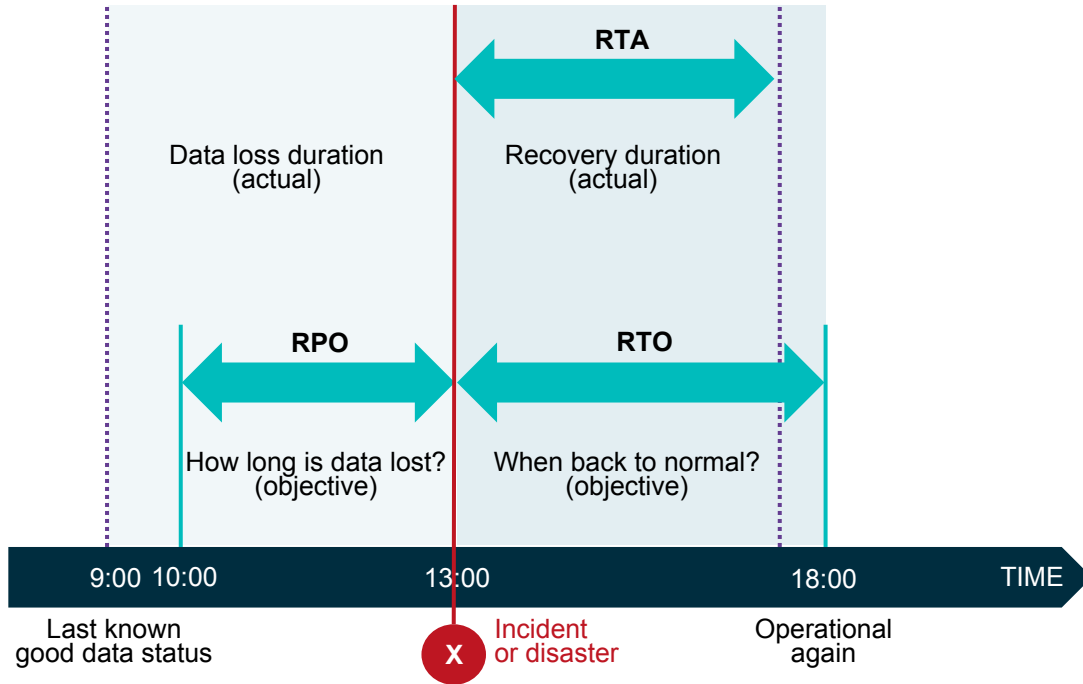 RTA
Data loss duration
(actual)
Recovery duration
(actual)
RPO
RTO
How long is data lost?
(objective)
When back to normal?
(objective)
9:00 10:00 13:00 18:00 TIME
Last known
good data status
X
Incident
or disaster
Operational
again